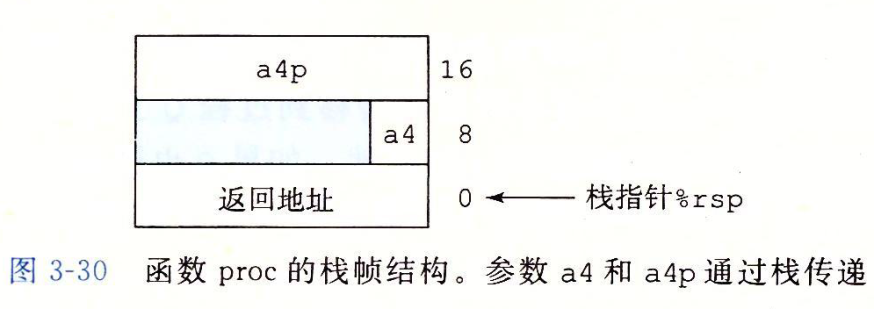 a4p 16
a4 8
返回地址 0 栈指针%rsp
图 3-30 函数 proc 的栈帧结构。参数 a4 和 a4p 通过栈传递